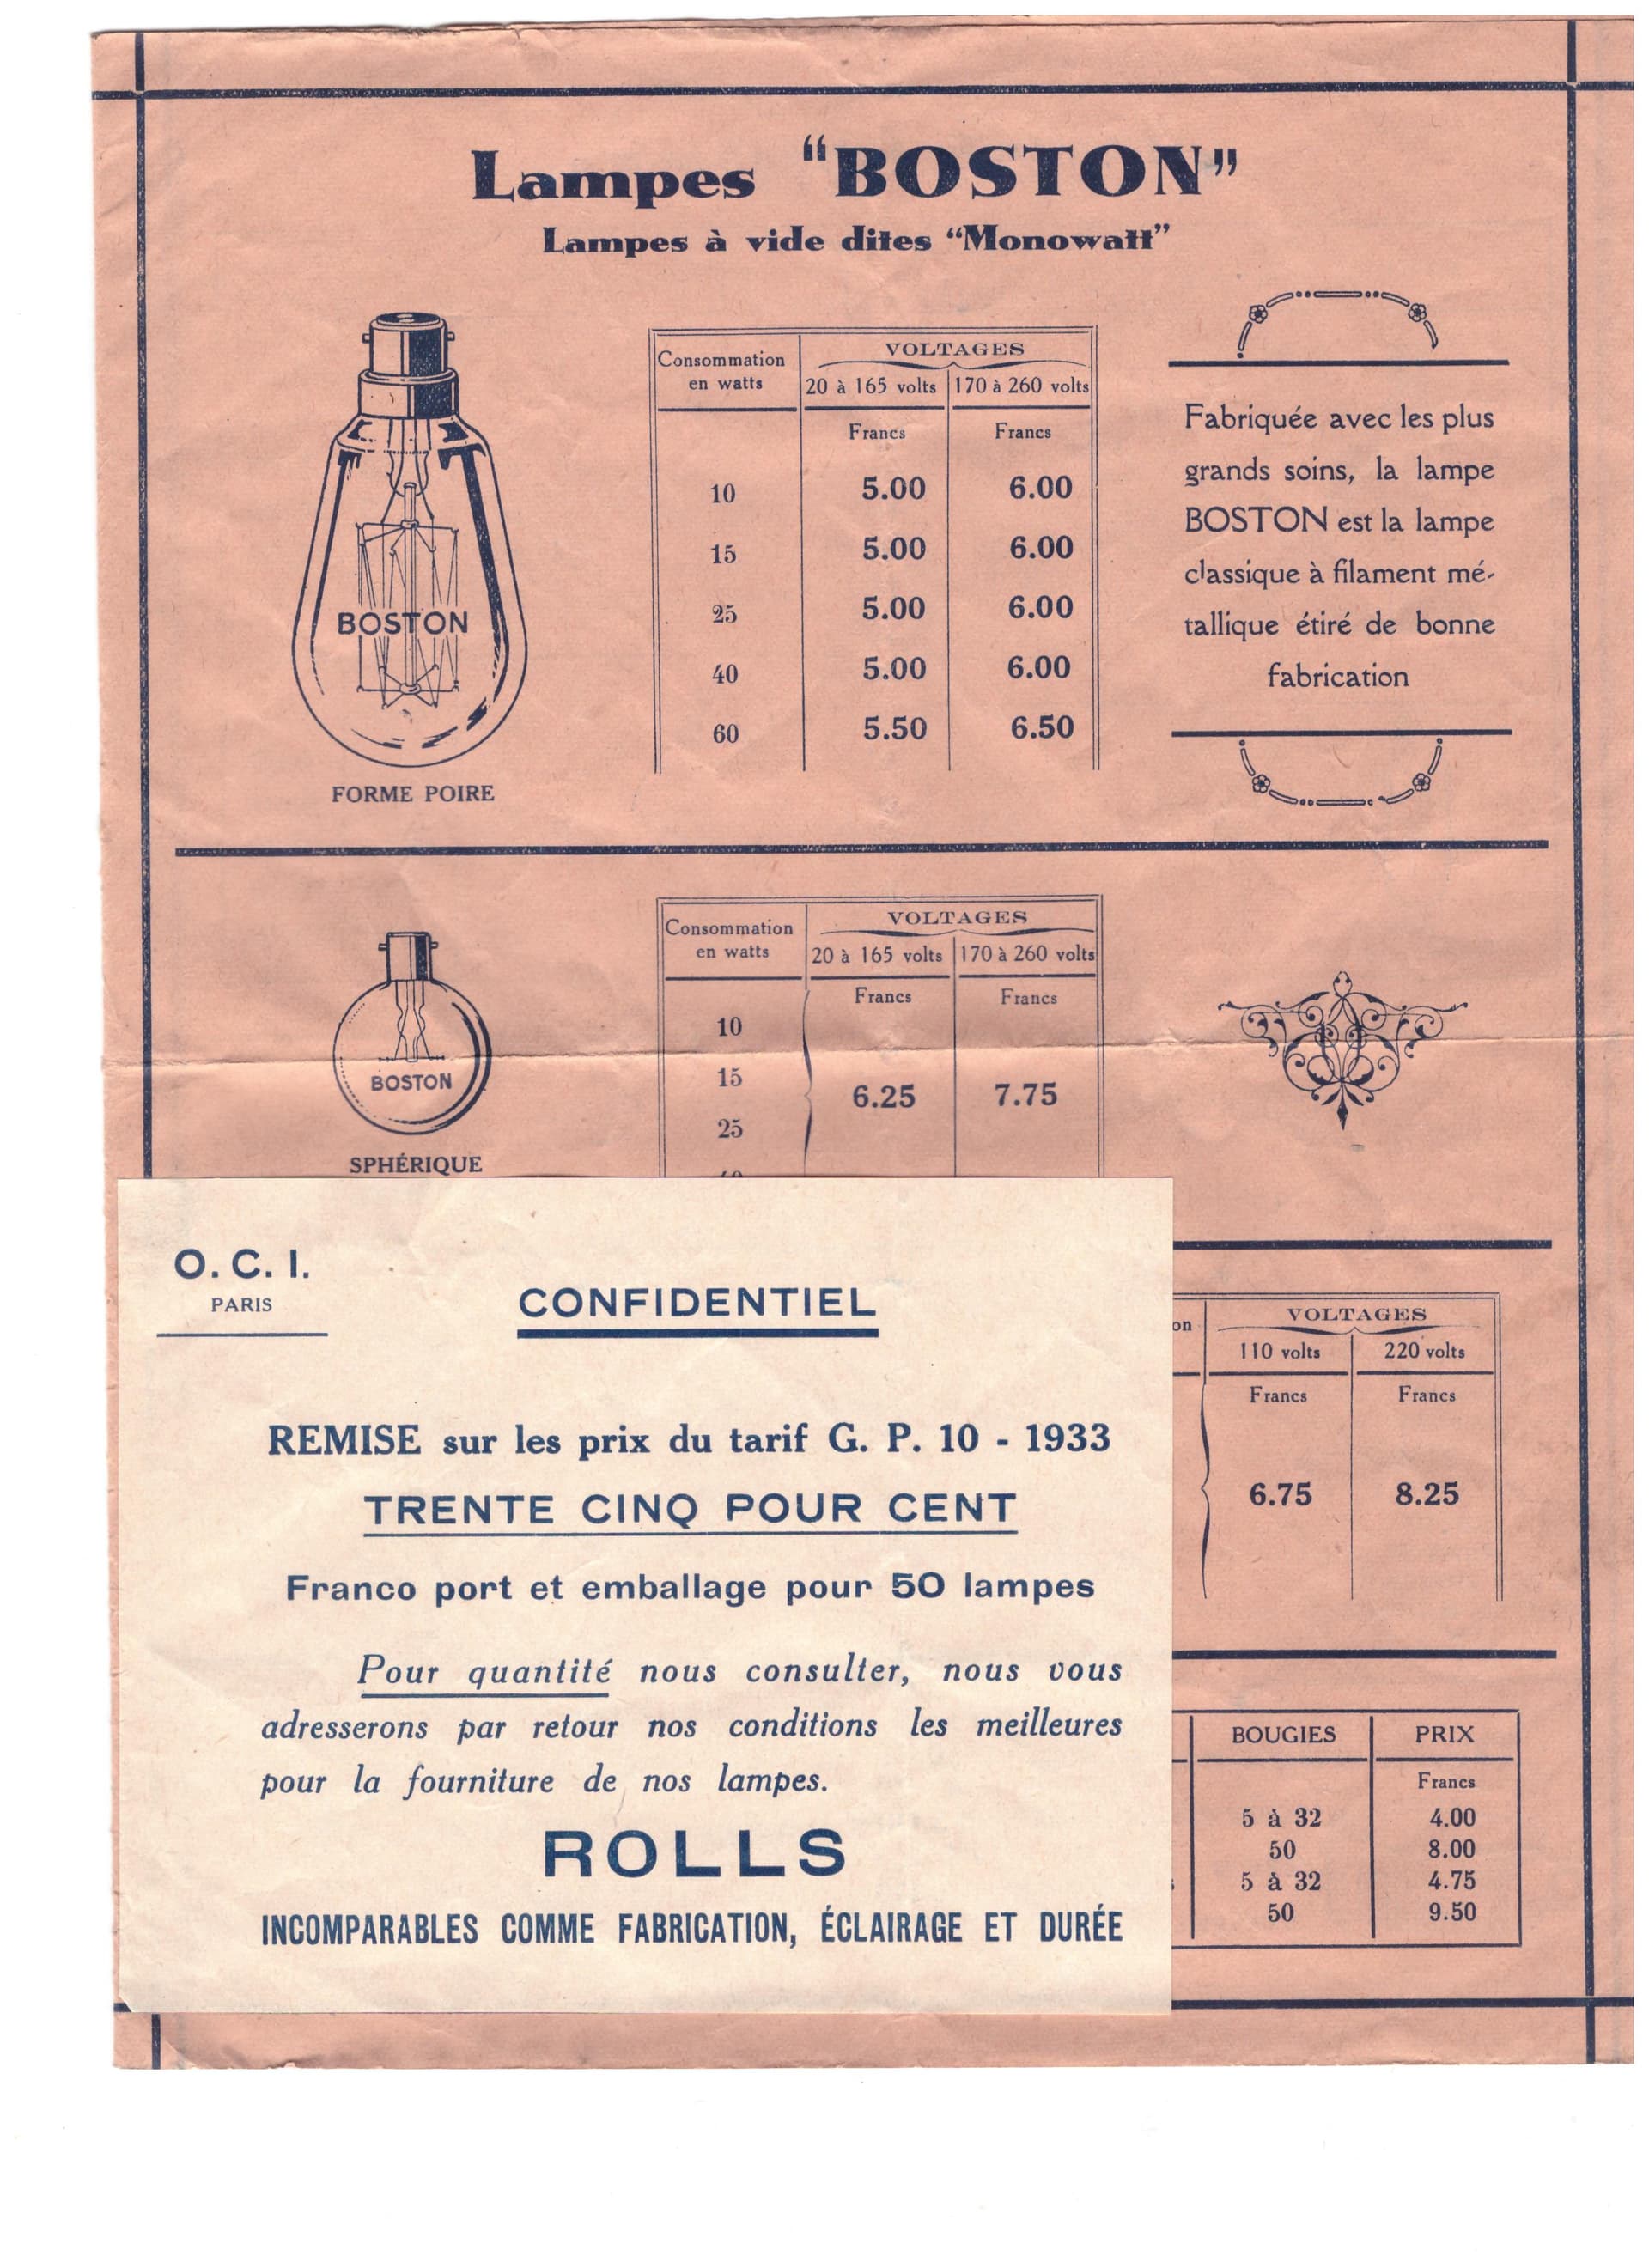 Lampes "BOSTON"
Lampes à vide dites "Monowatt"
BOSTON
FORME POIRE
Consommation en watts
VOLTAGES
20 à 165 volts 170 à 260 volts
Francs Francs
10 5.00 6.00
15 5.00 6.00
25 5.00 6.00
40 5.00 6.00
60 5.50 6.50
Fabriquée avec les plus
grands soins, la lampe
BOSTON est la lampe
classique à filament mé-
tallique étiré de bonne
fabrication
BOSTON
SPHÉRIQUE
Consommation en watts
VOLTAGES
20 à 165 volts 170 à 260 volts
Francs Francs
10
15
25
6.25 7.75
O. C. I.
PARIS
CONFIDENTIEL
REMISE sur les prix du tarif G. P. 10 - 1933
TRENTE CINQ POUR CENT
Franco port et emballage pour 50 lampes
Pour quantité nous consulter, nous vous
adresserons par retour nos conditions les meilleures
pour la fourniture de nos lampes.
ROLLS
INCOMPARABLES COMME FABRICATION, ÉCLAIRAGE ET DURÉE
on
VOLTAGES
110 volts 220 volts
Francs Francs
6.75 8.25
BOUGIES PRIX
Francs
5 à 32 4.00
50 8.00
5 à 32 4.75
50 9.50